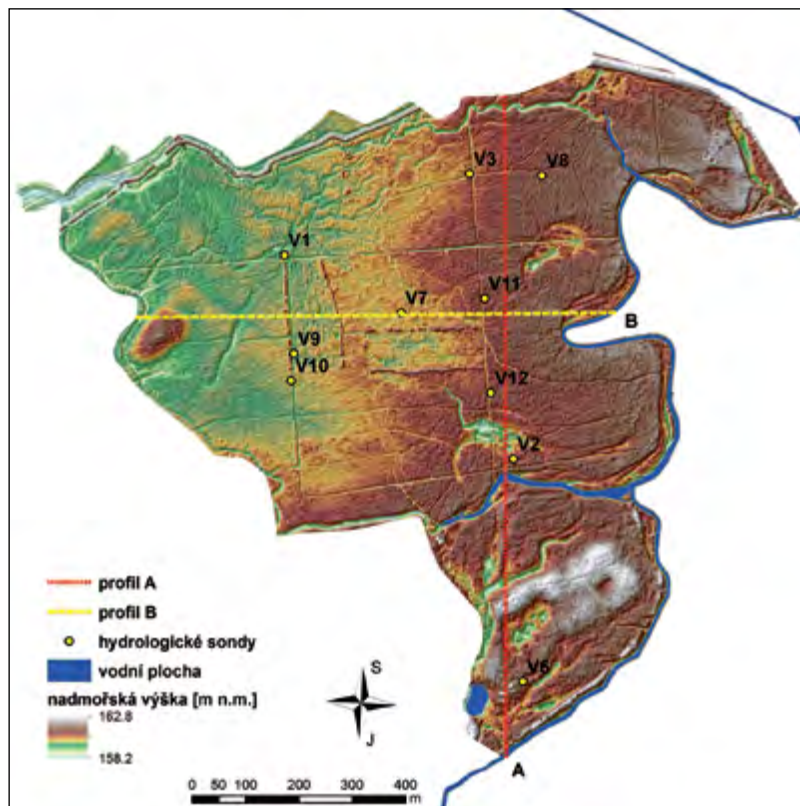 V3
V8
V1
V11
V7
B
V9
V10
V12
V2
profil A
profil B
hydrologické sondy
vodní plocha
nadmořská výška [m n.m.]
162.8
158.2
S
J
V6
A
0 50 100 200 300 400
m